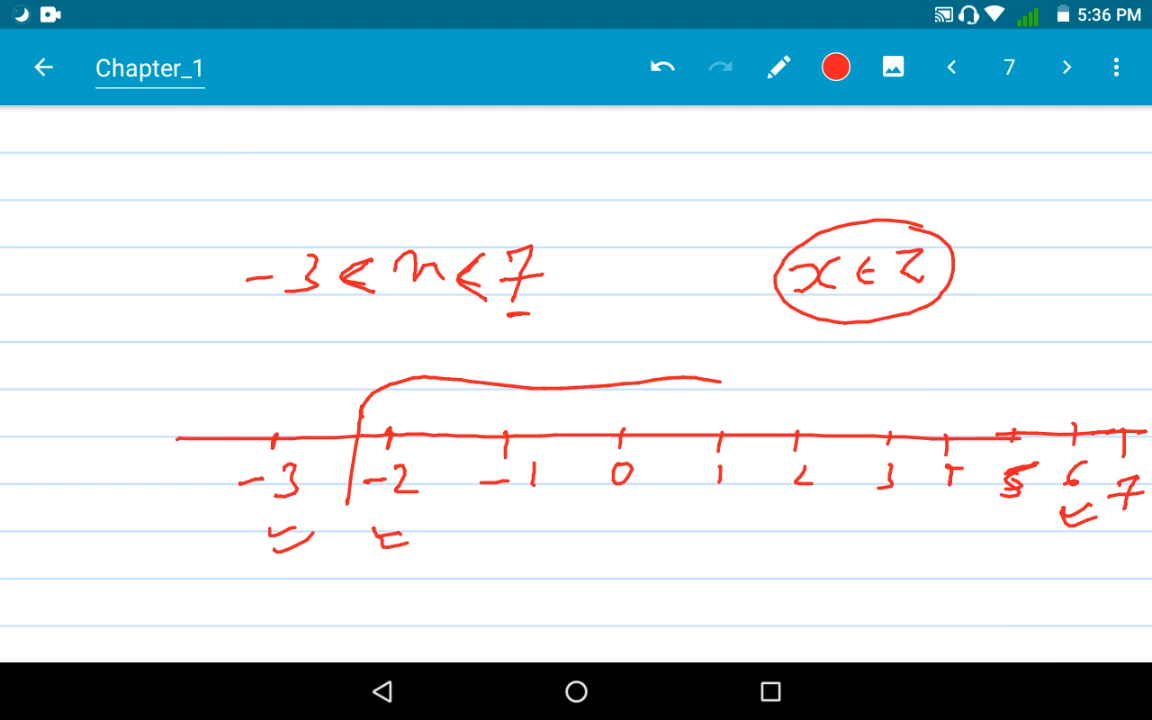 5:36 PM
Chapter_1
7
-3 < x < 7
x ∈ Z
-3 -2 -1 0 1 2 3 4 5 6 7